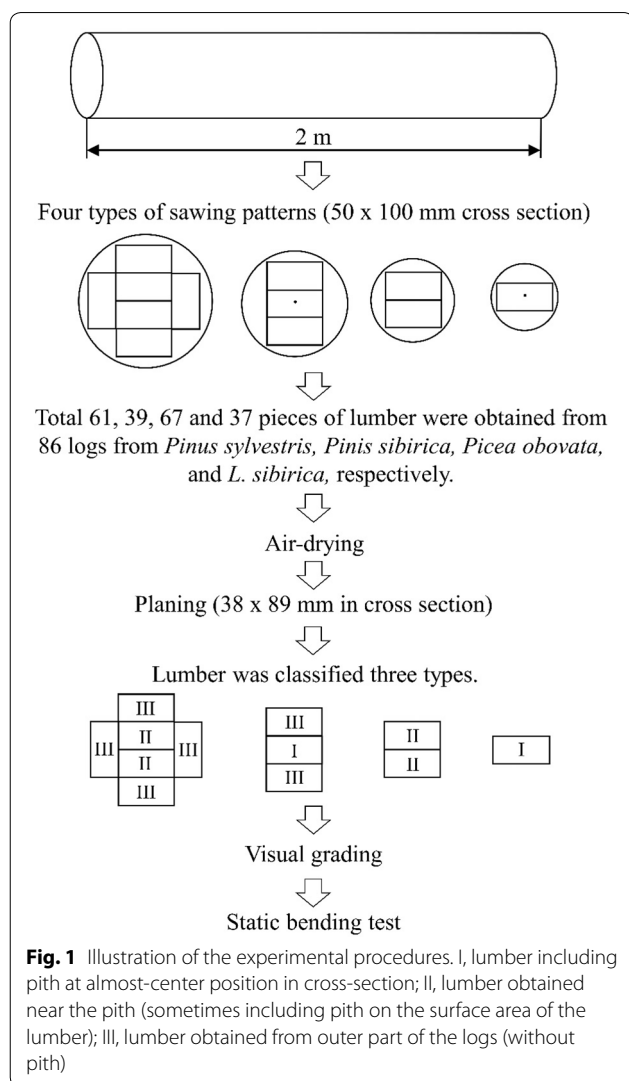 2 m
Four types of sawing patterns (50 x 100 mm cross section)
Total 61, 39, 67 and 37 pieces of lumber were obtained from
86 logs from Pinus sylvestris, Pinis sibirica, Picea obovata,
and L. sibirica, respectively.
Air-drying
Planing (38 x 89 mm in cross section)
Lumber was classified three types.
III
III II III
II
III
III
I
III
II
II
I
Visual grading
Static bending test
Fig. 1 Illustration of the experimental procedures. I, lumber including
pith at almost-center position in cross-section; II, lumber obtained
near the pith (sometimes including pith on the surface area of the
lumber); III, lumber obtained from outer part of the logs (without
pith)